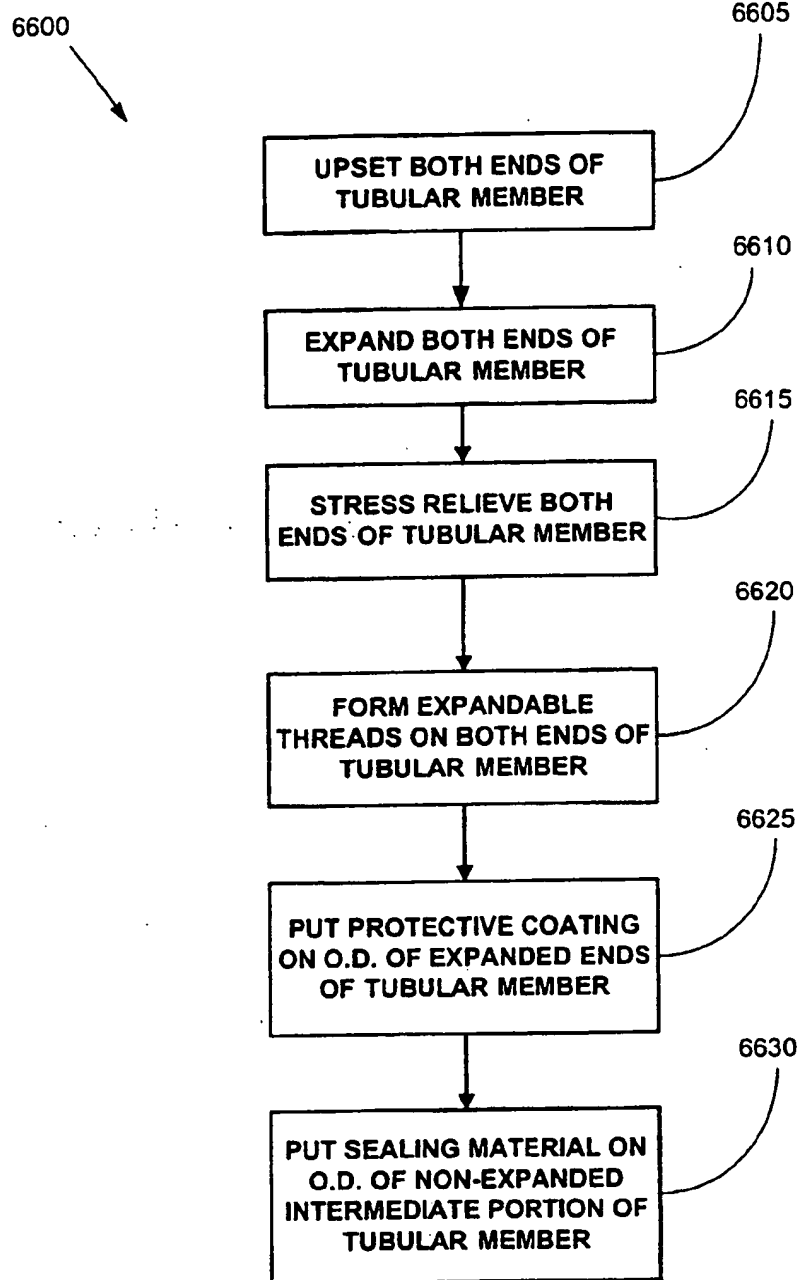 6600
6605
UPSET BOTH ENDS OF
TUBULAR MEMBER
6610
EXPAND BOTH ENDS OF
TUBULAR MEMBER
6615
STRESS RELIEVE BOTH
ENDS OF TUBULAR MEMBER
6620
FORM EXPANDABLE
THREADS ON BOTH ENDS OF
TUBULAR MEMBER
6625
PUT PROTECTIVE COATING
ON O.D. OF EXPANDED ENDS
OF TUBULAR MEMBER
6630
PUT SEALING MATERIAL ON
O.D. OF NON-EXPANDED
INTERMEDIATE PORTION OF
TUBULAR MEMBER